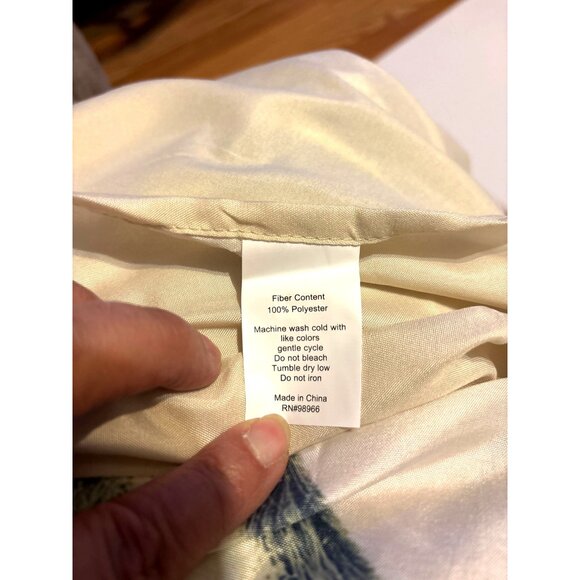 Fiber Content
100% Polyester
Machine wash cold with
like colors
gentle cycle
Do not bleach
Tumble dry low
Do not iron
Made in China
RN#98966